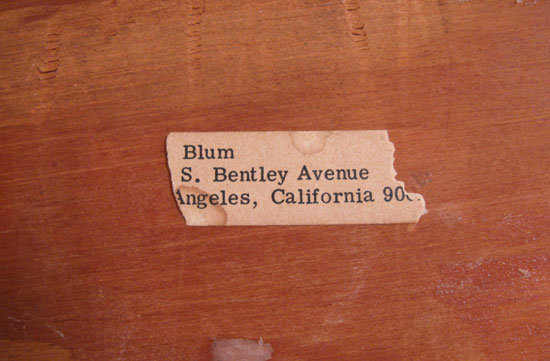 Blum
S. Bentley Avenue
Angeles, California 90